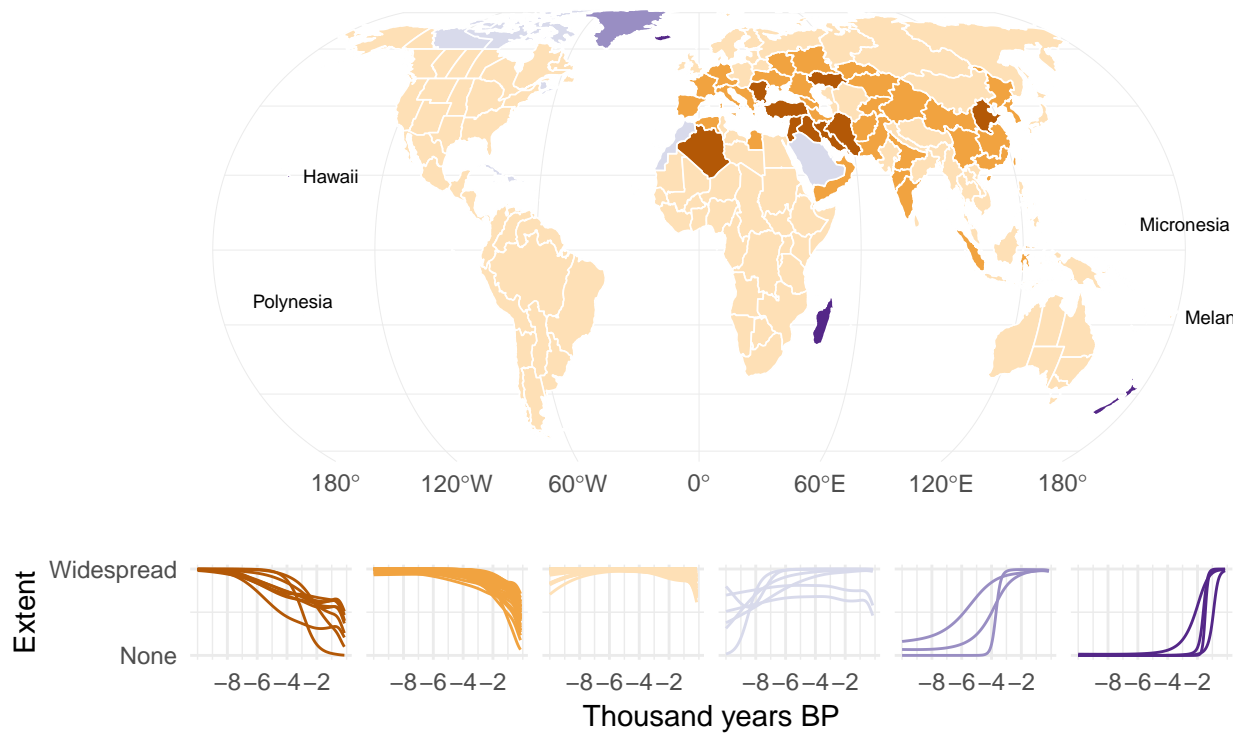 Hawaii
Micronesia
Polynesia
Melan
180° 120°W 60°W 0° 60°E 120°E 180°
Extent
Widespread
None
−8−6−4−2 −8−6−4−2 −8−6−4−2 −8−6−4−2 −8−6−4−2 −8−6−4−2
Thousand years BP